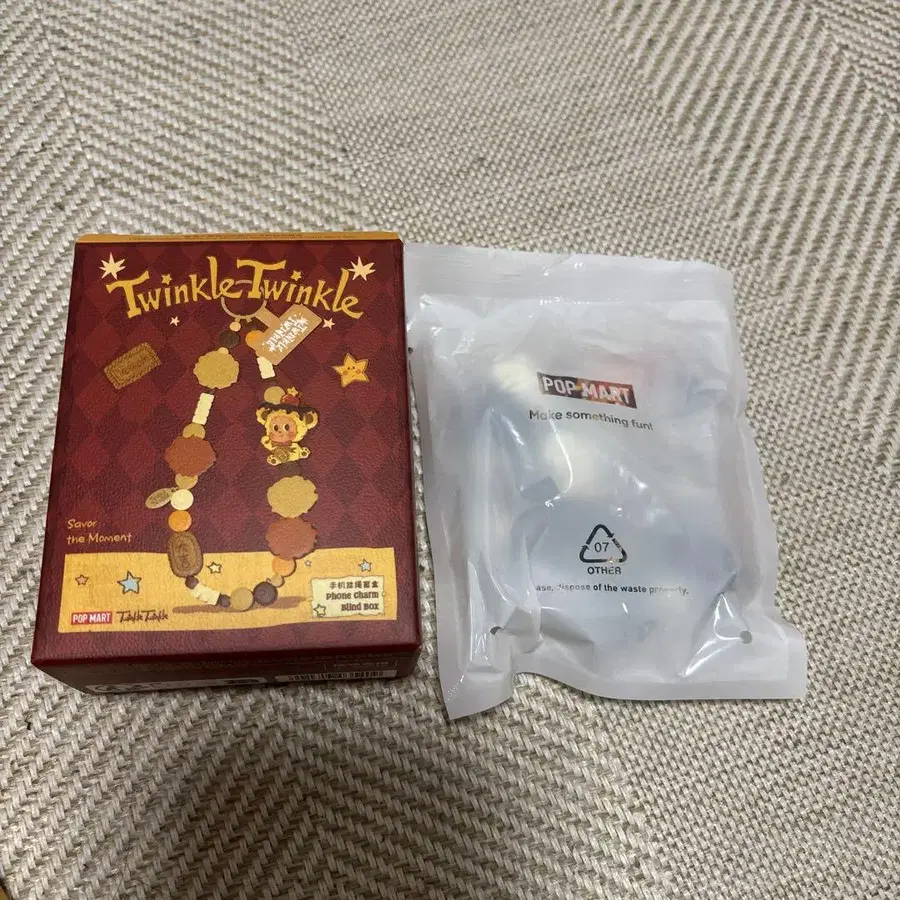 Twinkle Twinkle
Savor
the Moment
手机挂绳盲盒
Phone Charm
Blind Box
POP MART
Twinkle Twinkle
POP MART
Make something fun!
07
OTHER
ase, dispose of the waste properly.